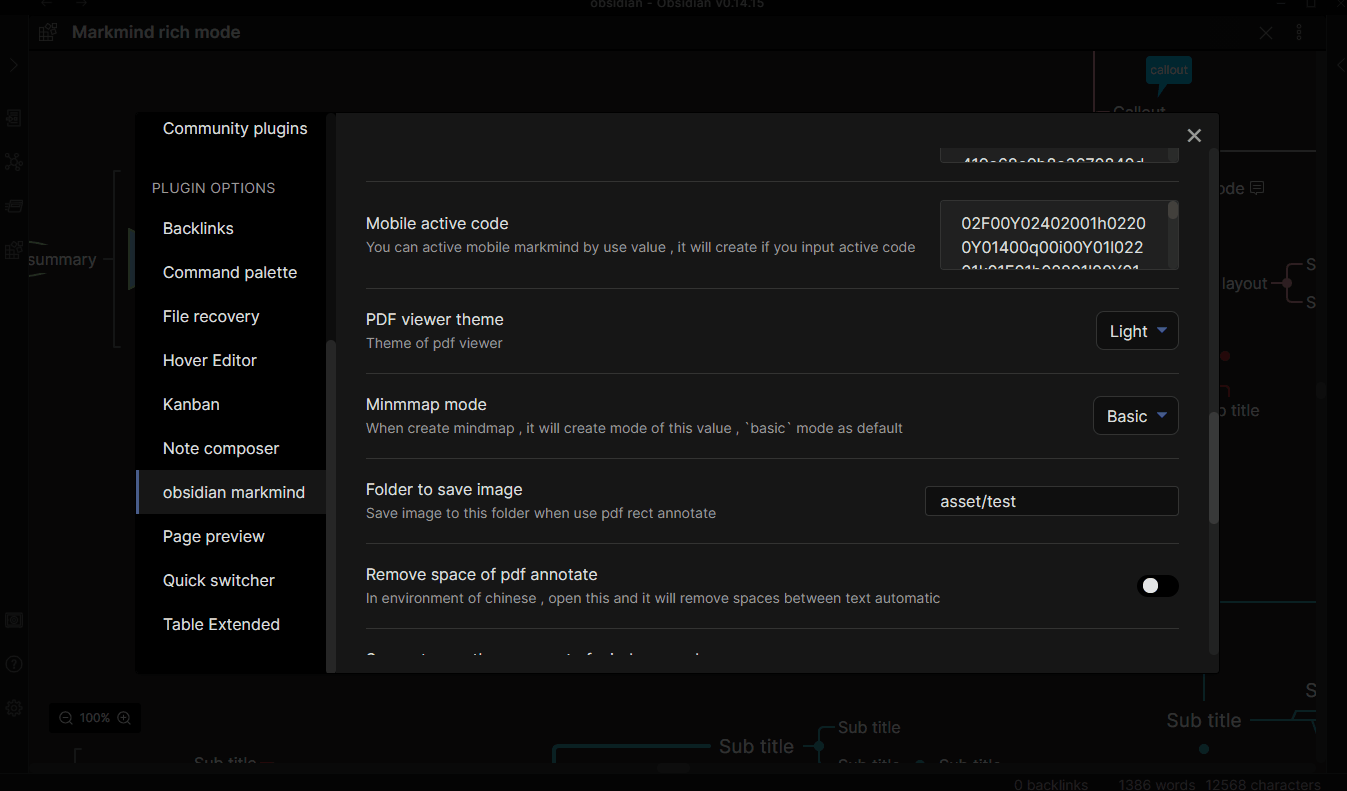 obsidian - Obsidian v0.14.15
Markmind rich mode
callout
Callout
Community plugins
PLUGIN OPTIONS
Backlinks
Command palette
File recovery
Hover Editor
Kanban
Note composer
obsidian markmind
Page preview
Quick switcher
Table Extended
Mobile active code
You can active mobile markmind by use value , it will create if you input active code
02F00Y02402001h0220
0Y01400q00i00Y01l022
PDF viewer theme
Theme of pdf viewer
Light
Minmmap mode
When create mindmap , it will create mode of this value , `basic` mode as default
Basic
Folder to save image
Save image to this folder when use pdf rect annotate
asset/test
Remove space of pdf annotate
In environment of chinese , open this and it will remove spaces between text automatic
summary
layout
title
100%
Sub title
Sub title
Sub title
Sub title
Sub title
Sub title
0 backlinks
1386 words
12568 characters